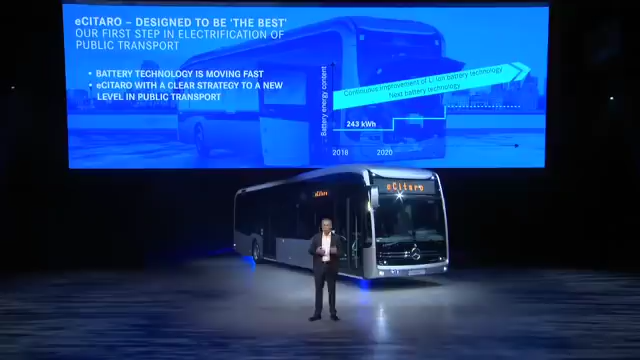 eCITARO – DESIGNED TO BE 'THE BEST'
OUR FIRST STEP IN ELECTRIFICATION OF
PUBLIC TRANSPORT
• BATTERY TECHNOLOGY IS MOVING FAST
• eCITARO WITH A CLEAR STRATEGY TO A NEW
LEVEL IN PUBLIC TRANSPORT
Battery energy content
Continuous improvement of Li Ion battery technology
Next battery technology
243 kWh
2018
2020
eCitaro
eCitaro